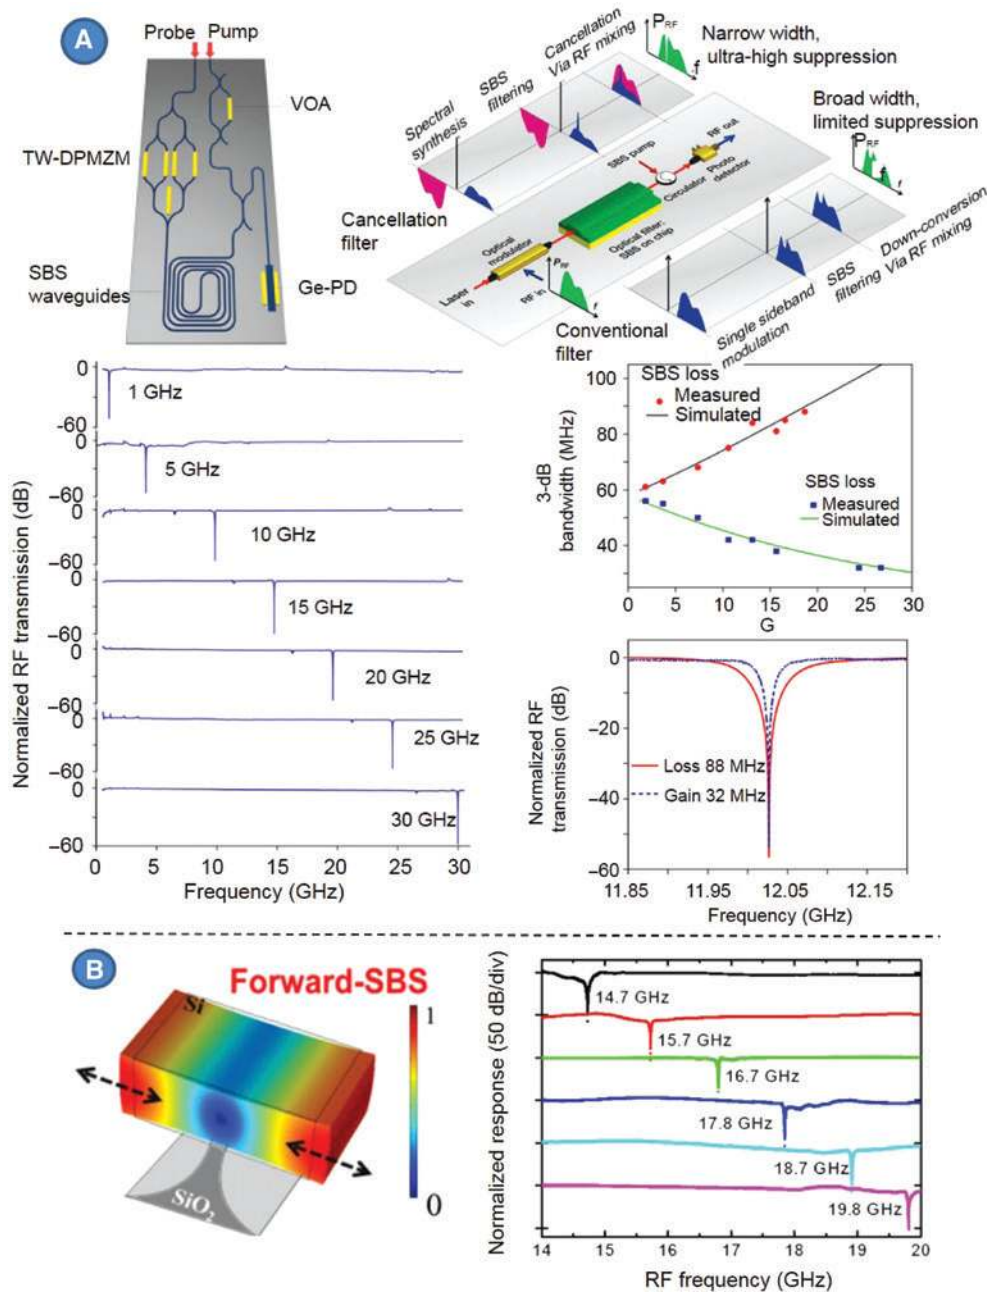 A
Probe
Pump
VOA
TW-DPMZM
SBS
waveguides
Ge-PD
Spectral
synthesis
SBS
filtering
Cancellation
Via RF mixing
PRF
f
Narrow width,
ultra-high suppression
Broad width,
limited suppression
PRF
f
Cancellation
filter
Laser
in
Optical
modulator
RF in
PRF
f
Optical filter:
SBS on chip
SBS pump
Circulator
Photo
detector
RF out
Conventional
filter
Single sideband
modulation
SBS
filtering
Down-conversion
Via RF mixing
Normalized RF transmission (dB)
0
1 GHz
–60
5 GHz
–60
10 GHz
–60
0
15 GHz
–60
0
20 GHz
–60
0
25 GHz
–60
0
30 GHz
–60
0 5 10 15 20 25 30
Frequency (GHz)
3-dB
bandwidth (MHz)
100
80
60
40
SBS loss
Measured
Simulated
SBS loss
Measured
Simulated
0 5 10 15 20 25 30
G
Normalized RF
transmission (dB)
0
–20
–40
–60
Loss 88 MHz
Gain 32 MHz
11.85 11.95 12.05 12.15
Frequency (GHz)
B
Forward-SBS
Si
SiO2
1
0
Normalized response (50 dB/div)
14.7 GHz
15.7 GHz
16.7 GHz
17.8 GHz
18.7 GHz
19.8 GHz
14 15 16 17 18 19 20
RF frequency (GHz)